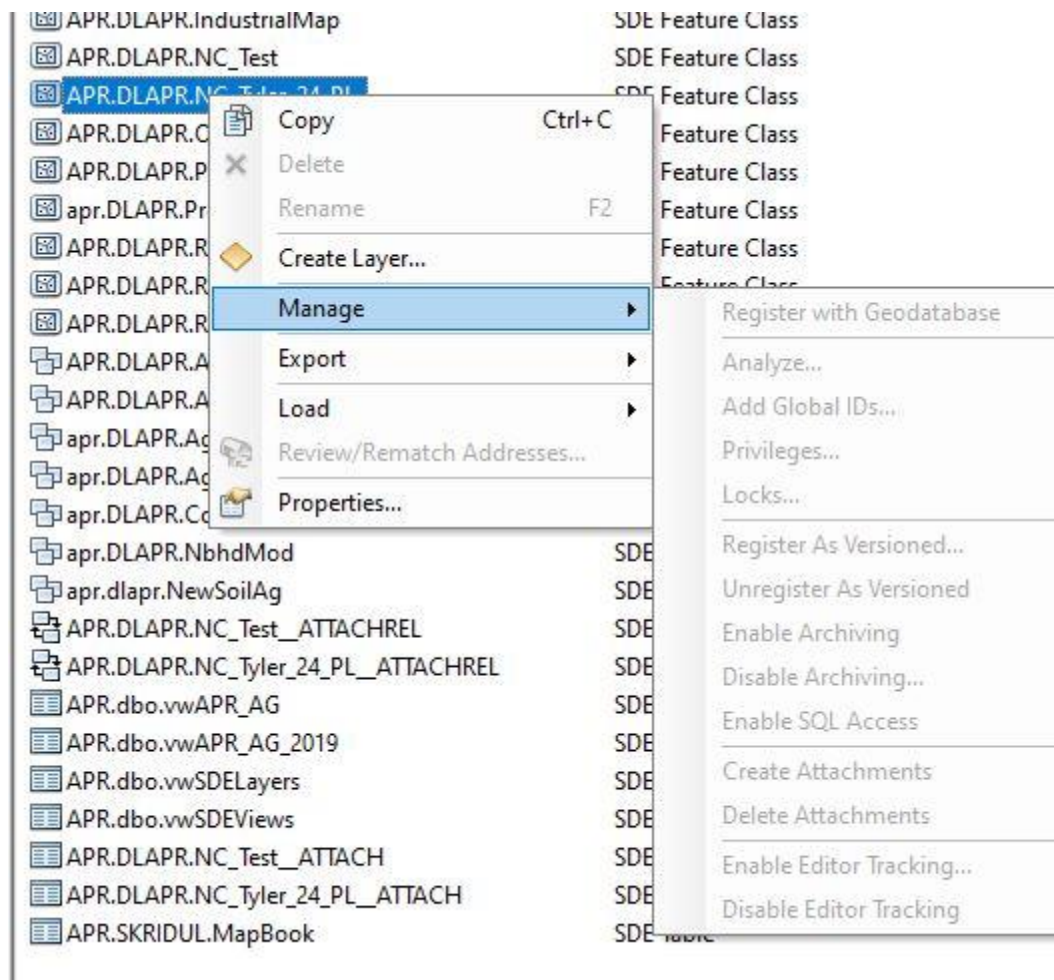 APR.DLAPR.IndustrialMap SDE Feature Class
APR.DLAPR.NC_Test SDE Feature Class
APR.DLAPR.NC_Tyler_24_PL SDE Feature Class
APR.DLAPR.O Feature Class
APR.DLAPR.P Feature Class
apr.DLAPR.Pr Feature Class
APR.DLAPR.R Feature Class
APR.DLAPR.R Feature Class
APR.DLAPR.R
APR.DLAPR.A
APR.DLAPR.A
apr.DLAPR.Ag
apr.DLAPR.Ag
apr.DLAPR.Co
apr.DLAPR.NbhdMod SDE
apr.dlapr.NewSoilAg SDE
APR.DLAPR.NC_Test__ATTACHREL SDE
APR.DLAPR.NC_Tyler_24_PL__ATTACHREL SDE
APR.dbo.vwAPR_AG SDE
APR.dbo.vwAPR_AG_2019 SDE
APR.dbo.vwSDELayers SDE
APR.dbo.vwSDEViews SDE
APR.DLAPR.NC_Test__ATTACH SDE
APR.DLAPR.NC_Tyler_24_PL__ATTACH SDE
APR.SKRIDUL.MapBook SDE Table
Copy Ctrl+C
Delete
Rename F2
Create Layer...
Manage
Export
Load
Review/Rematch Addresses...
Properties...
Register with Geodatabase
Analyze...
Add Global IDs...
Privileges...
Locks...
Register As Versioned...
Unregister As Versioned
Enable Archiving
Disable Archiving...
Enable SQL Access
Create Attachments
Delete Attachments
Enable Editor Tracking...
Disable Editor Tracking